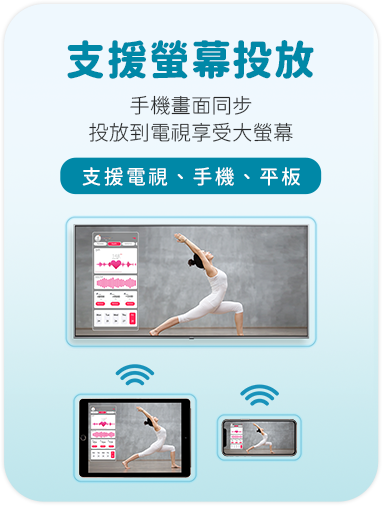 支援螢幕投放
手機畫面同步
投放到電視享受大螢幕
支援電視、手機、平板